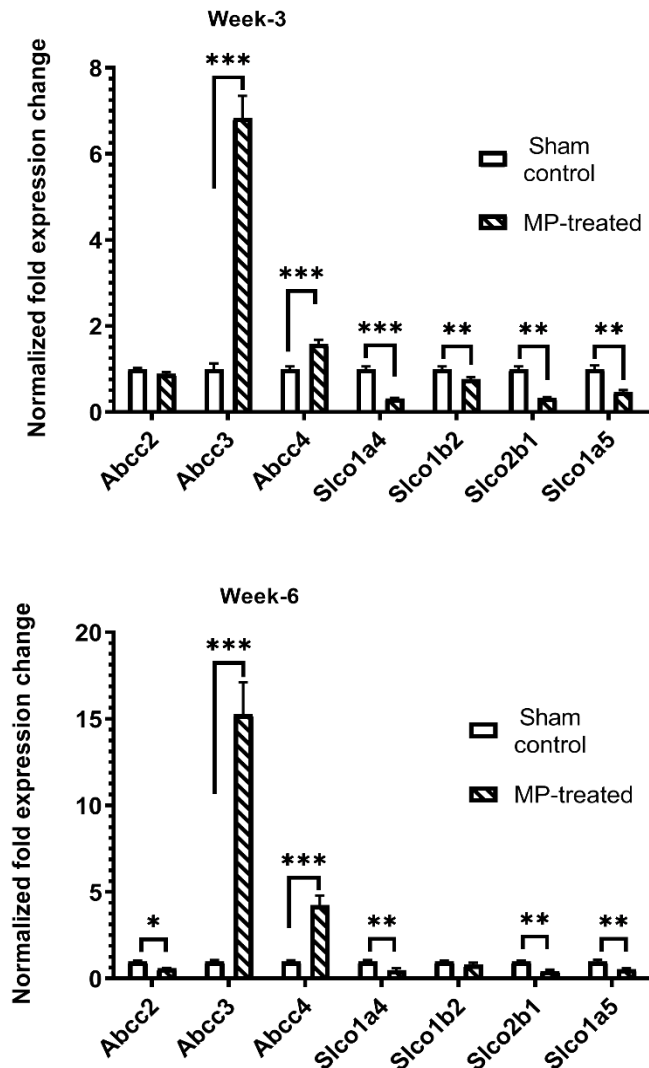 Week-3
Normalized fold expression change
8
6
4
2
0
***
***
***
**
**
**
Sham
control
MP-treated
Abcc2
Abcc3
Abcc4
Slco1a4
Slco1b2
Slco2b1
Slco1a5
Week-6
Normalized fold expression change
20
15
10
5
0
*
***
***
**
**
**
Sham
control
MP-treated
Abcc2
Abcc3
Abcc4
Slco1a4
Slco1b2
Slco2b1
Slco1a5